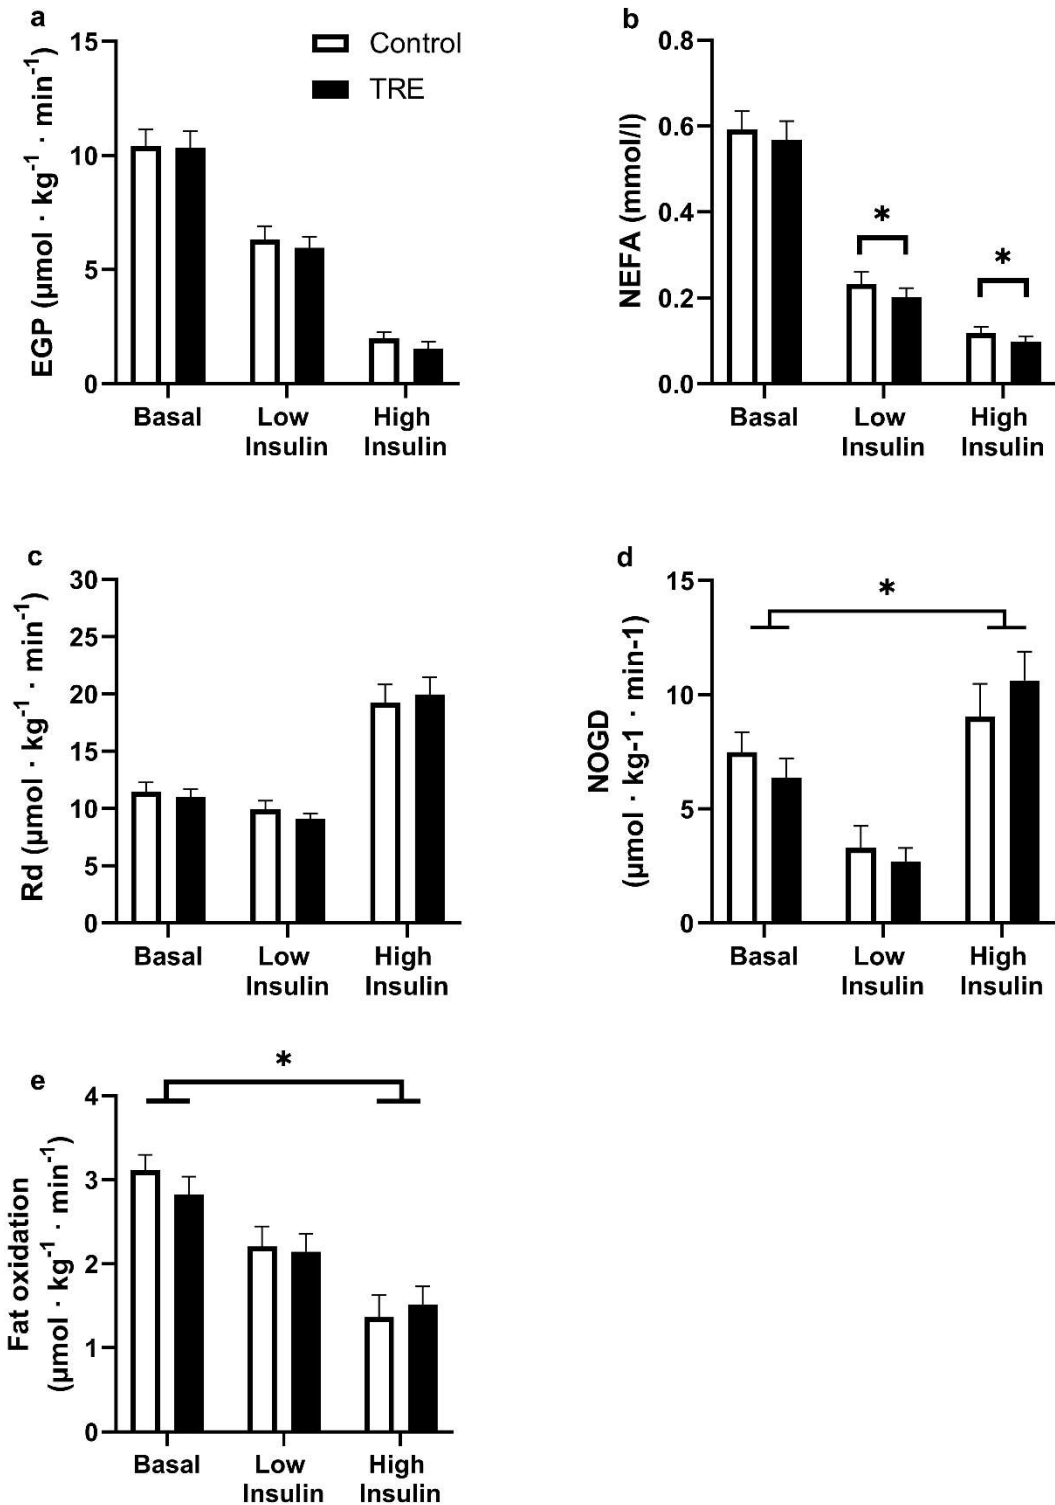 a
EGP (µmol · kg⁻¹ · min⁻¹)
15
10
5
0
Control
TRE
Basal
Low
Insulin
High
Insulin
b
NEFA (mmol/l)
0.8
0.6
0.4
0.2
0.0
*
*
Basal
Low
Insulin
High
Insulin
c
Rd (µmol · kg⁻¹ · min⁻¹)
30
25
20
15
10
5
0
Basal
Low
Insulin
High
Insulin
d
NOGD
(µmol · kg-1 · min-1)
15
10
5
0
*
Basal
Low
Insulin
High
Insulin
e
Fat oxidation
(µmol · kg⁻¹ · min⁻¹)
4
3
2
1
0
*
Basal
Low
Insulin
High
Insulin